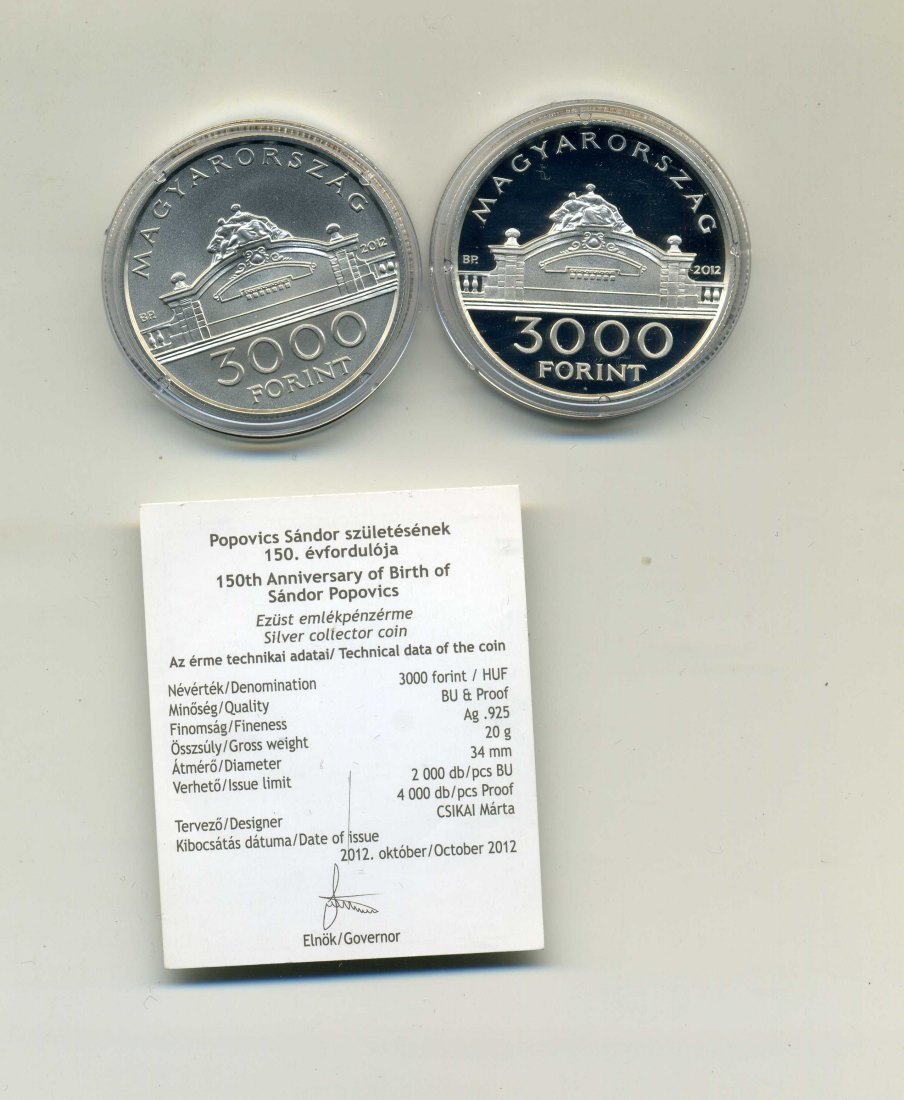 MAGYARORSZÁG
BP.
2012
3000
FORINT
MAGYARORSZÁG
BP.
2012
3000
FORINT
Popovics Sándor születésének
150. évfordulója
150th Anniversary of Birth of
Sándor Popovics
Ezüst emlékpénzérme
Silver collector coin
Az érme technikai adatai/ Technical data of the coin
Névérték/Denomination 3000 forint / HUF
Minőség/Quality BU & Proof
Finomság/Fineness Ag .925
Összsúly/Gross weight 20 g
Átmérő/Diameter 34 mm
Verhető/Issue limit 2 000 db/pcs BU
4 000 db/pcs Proof
Tervező/Designer CSIKAI Márta
Kibocsátás dátuma/Date of issue
2012. október/October 2012
Elnök/Governor